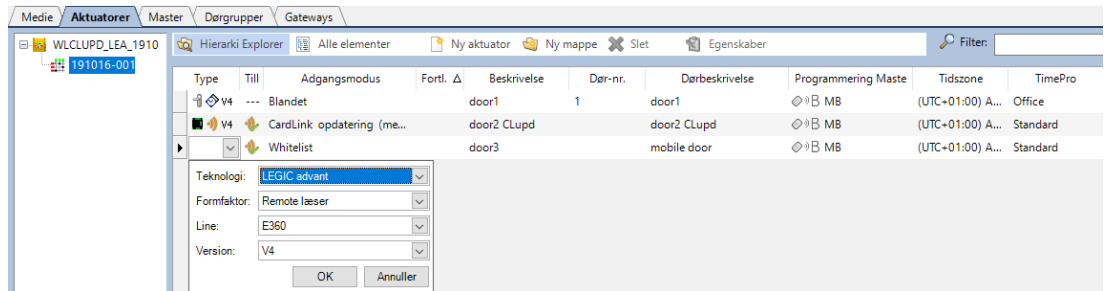 Medie Aktuatorer Master Dørgrupper Gateways
WLCLUPD_LEA_1910
191016-001
Hierarki Explorer Alle elementer Ny aktuator Ny mappe Slet Egenskaber Filter:
Type Till Adgangsmodus Fortl. Δ Beskrivelse Dør-nr. Dørbeskrivelse Programmering Maste Tidszone TimePro
V4 --- Blandet door1 1 door1 MB (UTC+01:00) A... Office
V4 CardLink opdatering (me... door2 CLupd door2 CLupd MB (UTC+01:00) A... Standard
Whitelist door3 mobile door MB (UTC+01:00) A... Standard
Teknologi: LEGIC advant
Formfaktor: Remote læser
Line: E360
Version: V4
OK Annuller